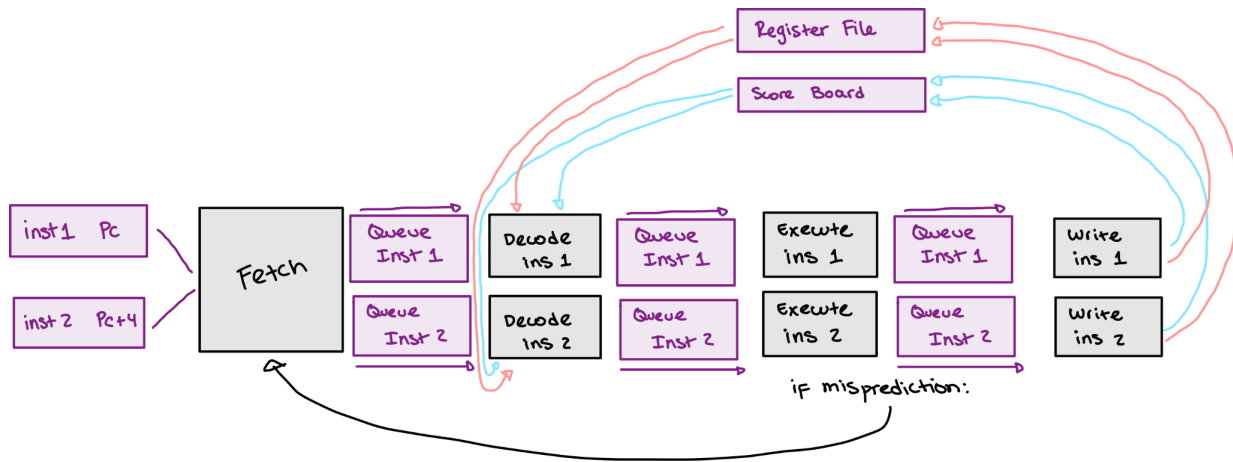 Register File
Score Board
inst 1 Pc
inst 2 Pc+4
Fetch
Queue
Inst 1
Queue
Inst 2
Decode
ins 1
Decode
ins 2
Queue
Inst 1
Queue
Inst 2
Execute
ins 1
Execute
ins 2
Queue
Inst 1
Queue
Inst 2
Write
ins 1
Write
ins 2
if misprediction: